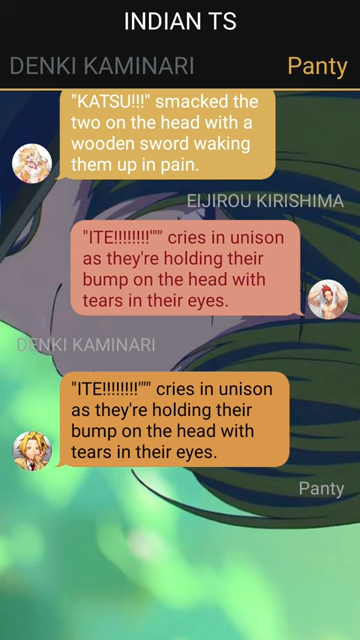 INDIAN TS
DENKI KAMINARI Panty
"KATSU!!!" smacked the
two on the head with a
wooden sword waking
them up in pain.
EIJIROU KIRISHIMA
"ITE!!!!!!!!"'" cries in unison
as they're holding their
bump on the head with
tears in their eyes.
DENKI KAMINARI
"ITE!!!!!!!!"'" cries in unison
as they're holding their
bump on the head with
tears in their eyes.
Panty